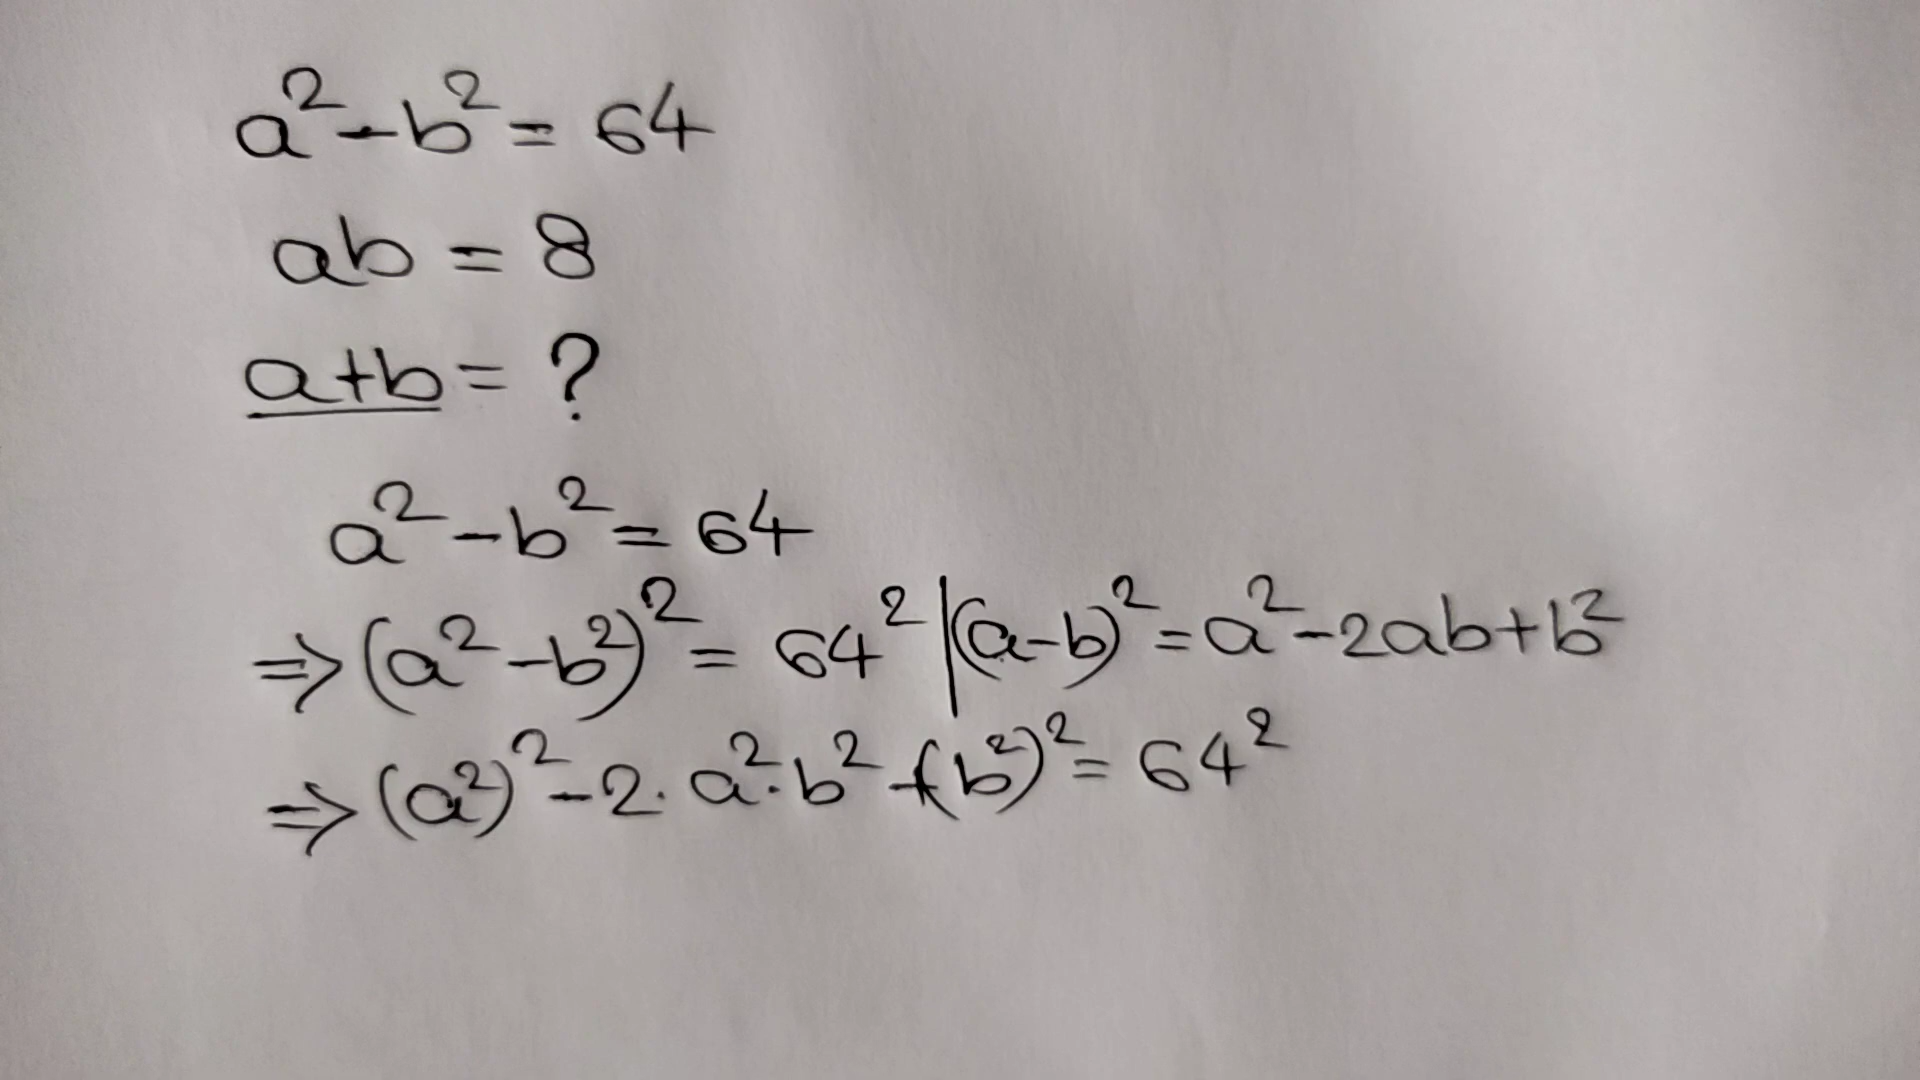 a² - b² = 64
ab = 8
a+b = ?
a² - b² = 64
⇒ (a² - b²)² = 64² | (a-b)² = a² - 2ab + b²
⇒ (a²)² - 2. a². b² + (b²)² = 64²